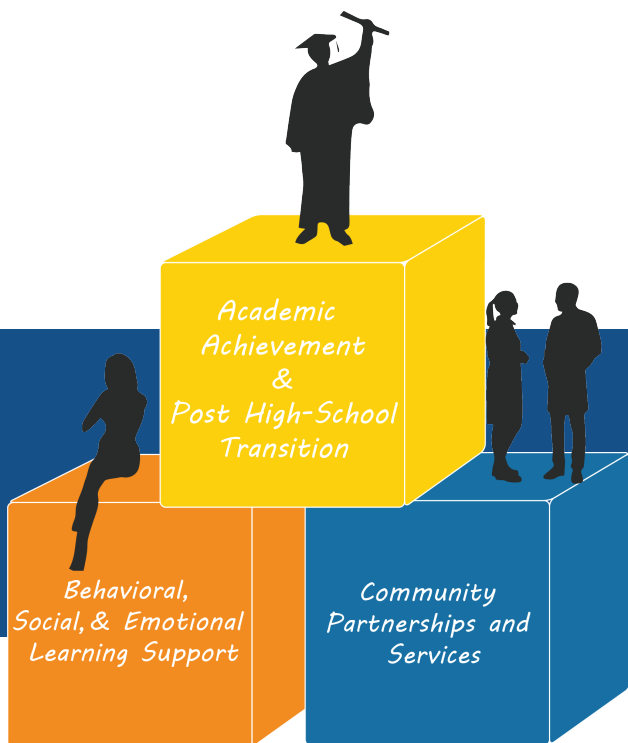 Academic
Achievement
&
Post High-School
Transition
Behavioral,
Social, & Emotional
Learning Support
Community
Partnerships and
Services